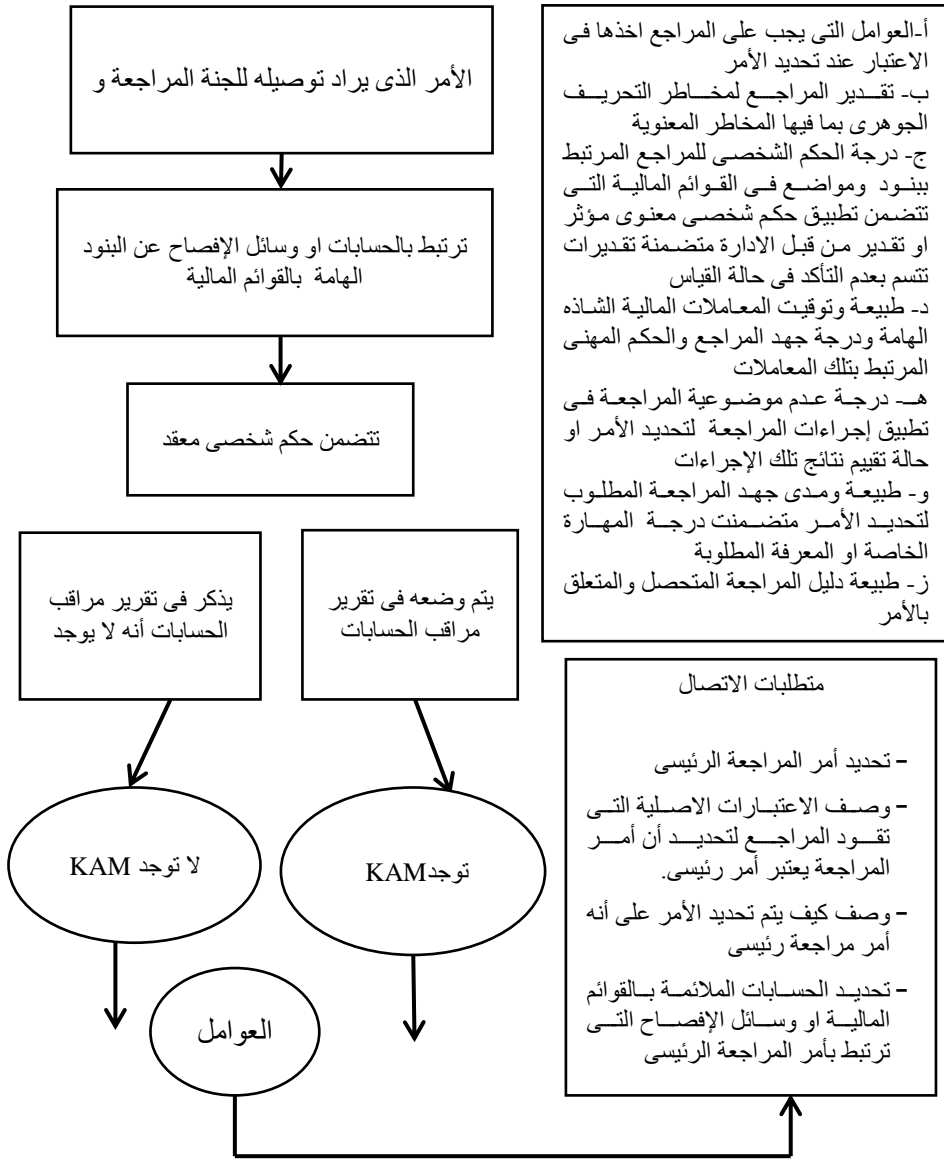 أ-العوامل التى يجب على المراجع اخذها فى
الاعتبار عند تحديد الأمر
ب- تقدير المراجع لمخاطر التحريف
الجوهرى بما فيها المخاطر المعنوية
ج- درجة الحكم الشخصى للمراجع المرتبط
ببنود ومواضع فى القوائم المالية التى
تتضمن تطبيق حكم شخصى معنوى مؤثر
او تقدير من قبل الادارة متضمنة تقديرات
تتسم بعدم التأكد فى حالة القياس
د- طبيعة وتوقيت المعاملات المالية الشاذه
الهامة ودرجة جهد المراجع والحكم المهنى
المرتبط بتلك المعاملات
هـ- درجة عدم موضوعية المراجعة فى
تطبيق إجراءات المراجعة لتحديد الأمر او
حالة تقييم نتائج تلك الإجراءات
و- طبيعة ومدى جهد المراجعة المطلوب
لتحديد الأمر متضمنت درجة المهارة
الخاصة او المعرفة المطلوبة
ز- طبيعة دليل المراجعة المتحصل والمتعلق
بالأمر
الأمر الذى يراد توصيله للجنة المراجعة و
ترتبط بالحسابات او وسائل الإفصاح عن البنود
الهامة بالقوائم المالية
تتضمن حكم شخصى معقد
يتم وضعه فى تقرير
مراقب الحسابات
يذكر فى تقرير مراقب
الحسابات أنه لا يوجد
توجدKAM
لا توجد KAM
العوامل
متطلبات الاتصال
- تحديد أمر المراجعة الرئيسى
- وصف الاعتبارات الاصلية التى
تقود المراجع لتحديد أن أمر
المراجعة يعتبر أمر رئيسى.
- وصف كيف يتم تحديد الأمر على أنه
أمر مراجعة رئيسى
- تحديد الحسابات الملائمة بالقوائم
المالية او وسائل الإفصاح التى
ترتبط بأمر المراجعة الرئيسى